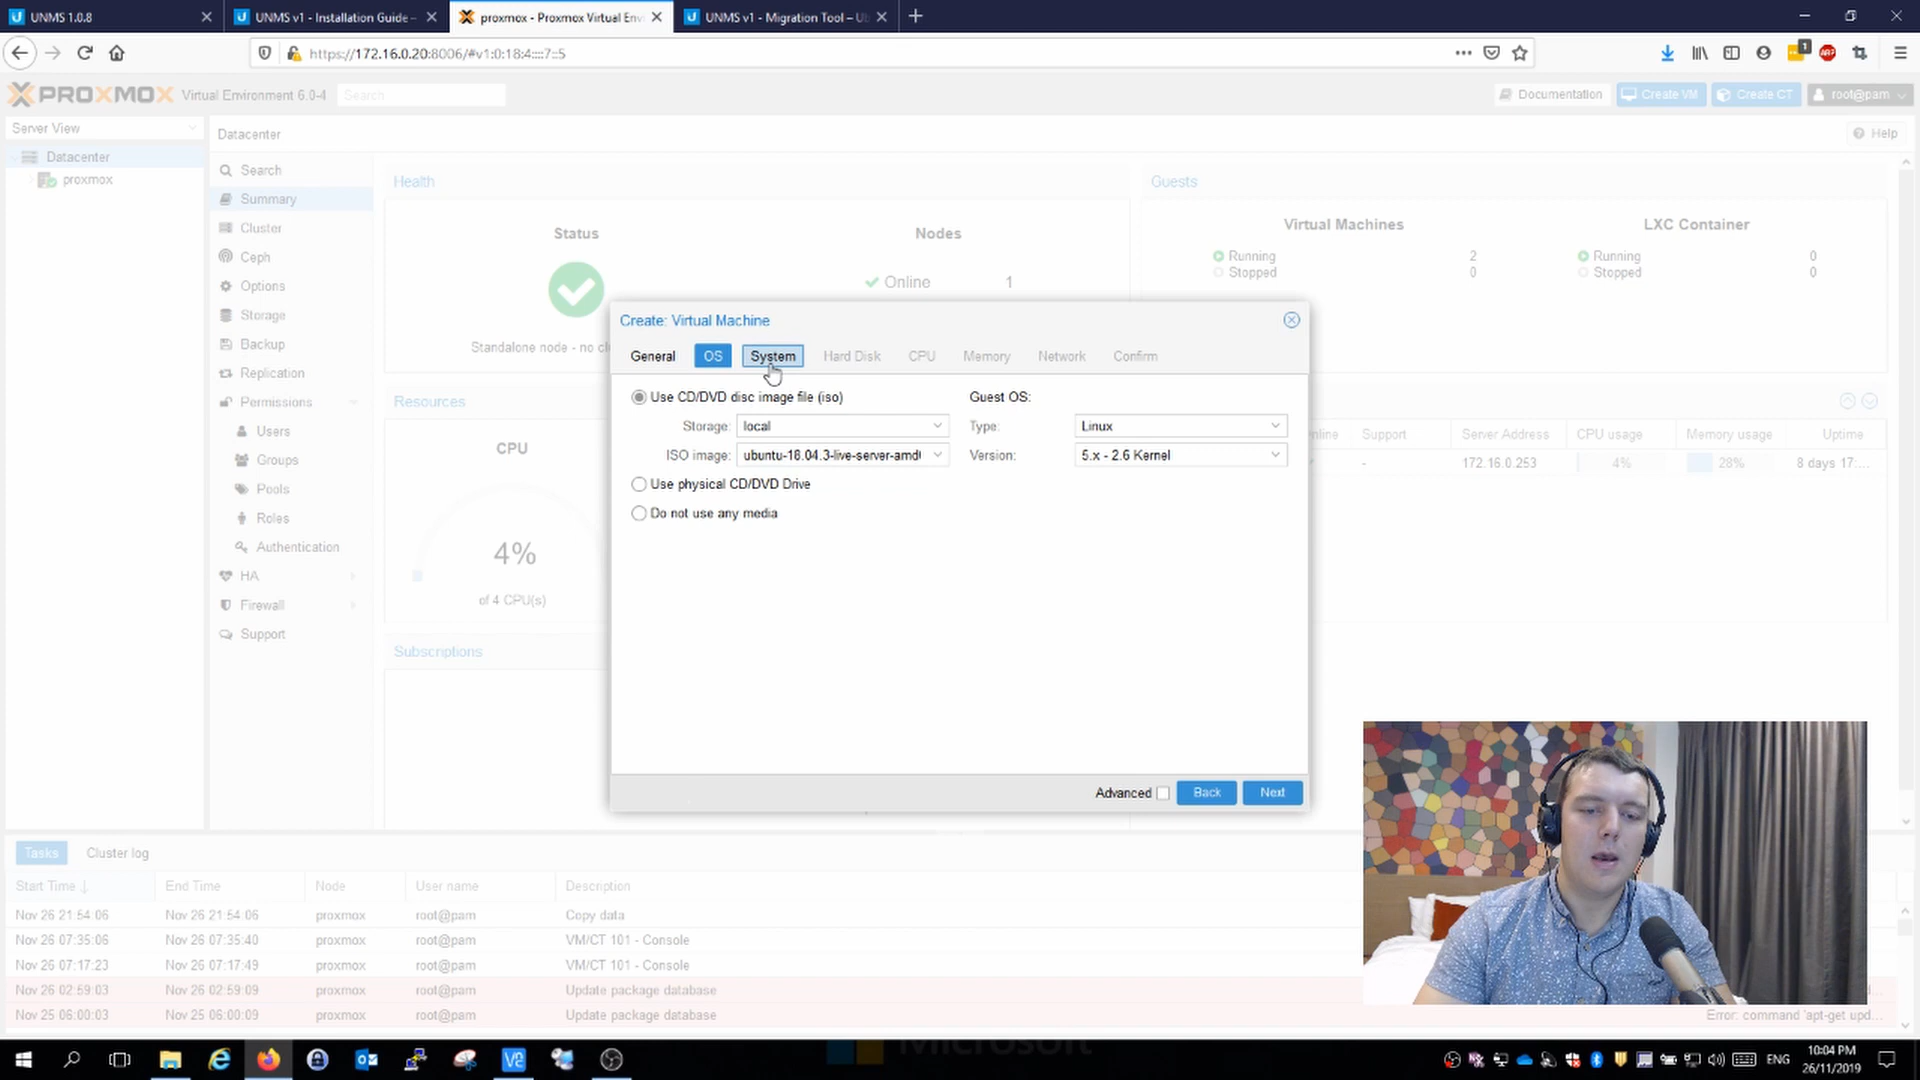 UNMS 1.0.8
UNMS v1 - Installation Guide -
proxmox - Proxmox Virtual Env
UNMS v1 - Migration Tool – U
https://172.16.0.20:8006/#v1:0:18:4::::7::5
1
PROXMOX Virtual Environment 6.0-4 Search
Documentation Create VM Create CT root@pam
Server View
Datacenter
Help
Datacenter
proxmox
Search
Summary
Cluster
Ceph
Options
Storage
Backup
Replication
Permissions
Users
Groups
Pools
Roles
Authentication
HA
Firewall
Support
Health
Status
Nodes
Online 1
Standalone node - no cl
Guests
Virtual Machines
LXC Container
Running 2
Stopped 0
Running 0
Stopped 0
Resources
CPU
4%
of 4 CPU(s)
Support Server Address CPU usage Memory usage Uptime
- 172.16.0.253 4% 28% 8 days 17....
Subscriptions
Create: Virtual Machine
General OS System Hard Disk CPU Memory Network Confirm
Use CD/DVD disc image file (iso)
Storage: local
ISO image: ubuntu-18.04.3-live-server-amd
Use physical CD/DVD Drive
Do not use any media
Guest OS:
Type: Linux
Version: 5.x - 2.6 Kernel
Advanced Back Next
Tasks Cluster log
Start Time End Time Node User name Description
Nov 26 21:54:06 Nov 26 21:54:06 proxmox root@pam Copy data
Nov 26 07:35:06 Nov 26 07:35:40 proxmox root@pam VM/CT 101 - Console
Nov 26 07:17:23 Nov 26 07:17:49 proxmox root@pam VM/CT 101 - Console
Nov 26 02:59:03 Nov 26 02:59:09 proxmox root@pam Update package database
Nov 25 06:00:03 Nov 25 06:00:09 proxmox root@pam Update package database Error: command 'apt-get upd...
Microsoft
ENG
10:04 PM
26/11/2019